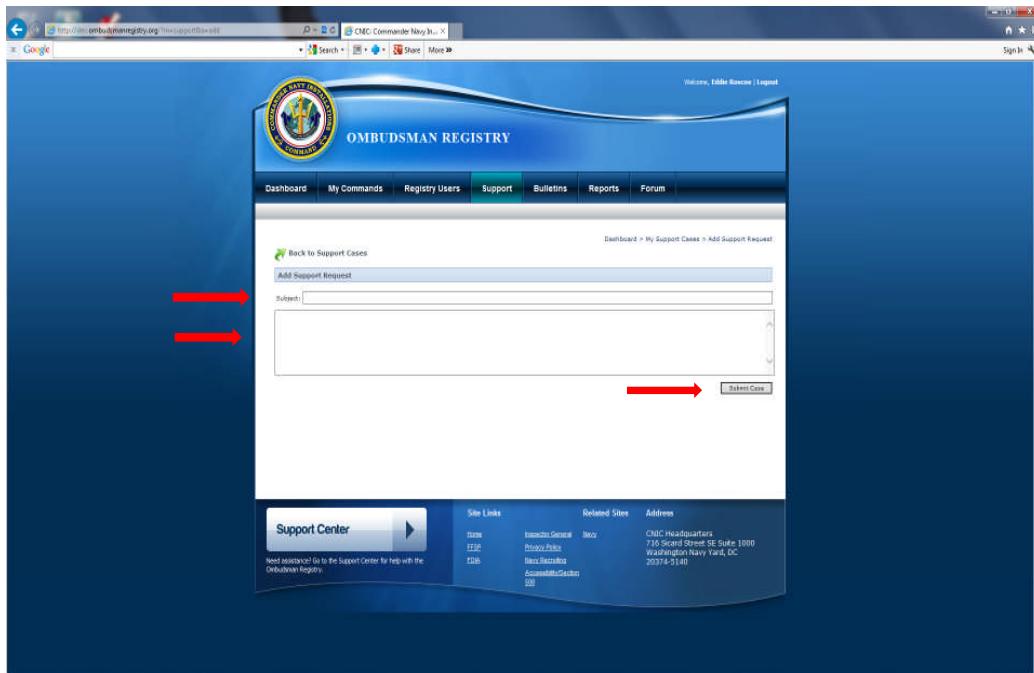 CNIC: Commander Navy In...
Google
Search
Share
More »
Sign In
Welcome, Eddie Roscoe | Logout
COMMANDER NAVY INSTALLATIONS COMMAND
OMBUDSMAN REGISTRY
Dashboard My Commands Registry Users Support Bulletins Reports Forum
Dashboard > My Support Cases > Add Support Request
Back to Support Cases
Add Support Request
Subject:
Submit Case
Support Center
Need assistance? Go to the Support Center for help with the
Ombudsman Registry.
Site Links
Home
FFSP
Inspector General
Privacy Policy
Navy Recruiting
Accessibility/Section
508
Related Sites
Navy
Address
CNIC Headquarters
716 Sicard Street SE Suite 1000
Washington Navy Yard, DC
20374-5140